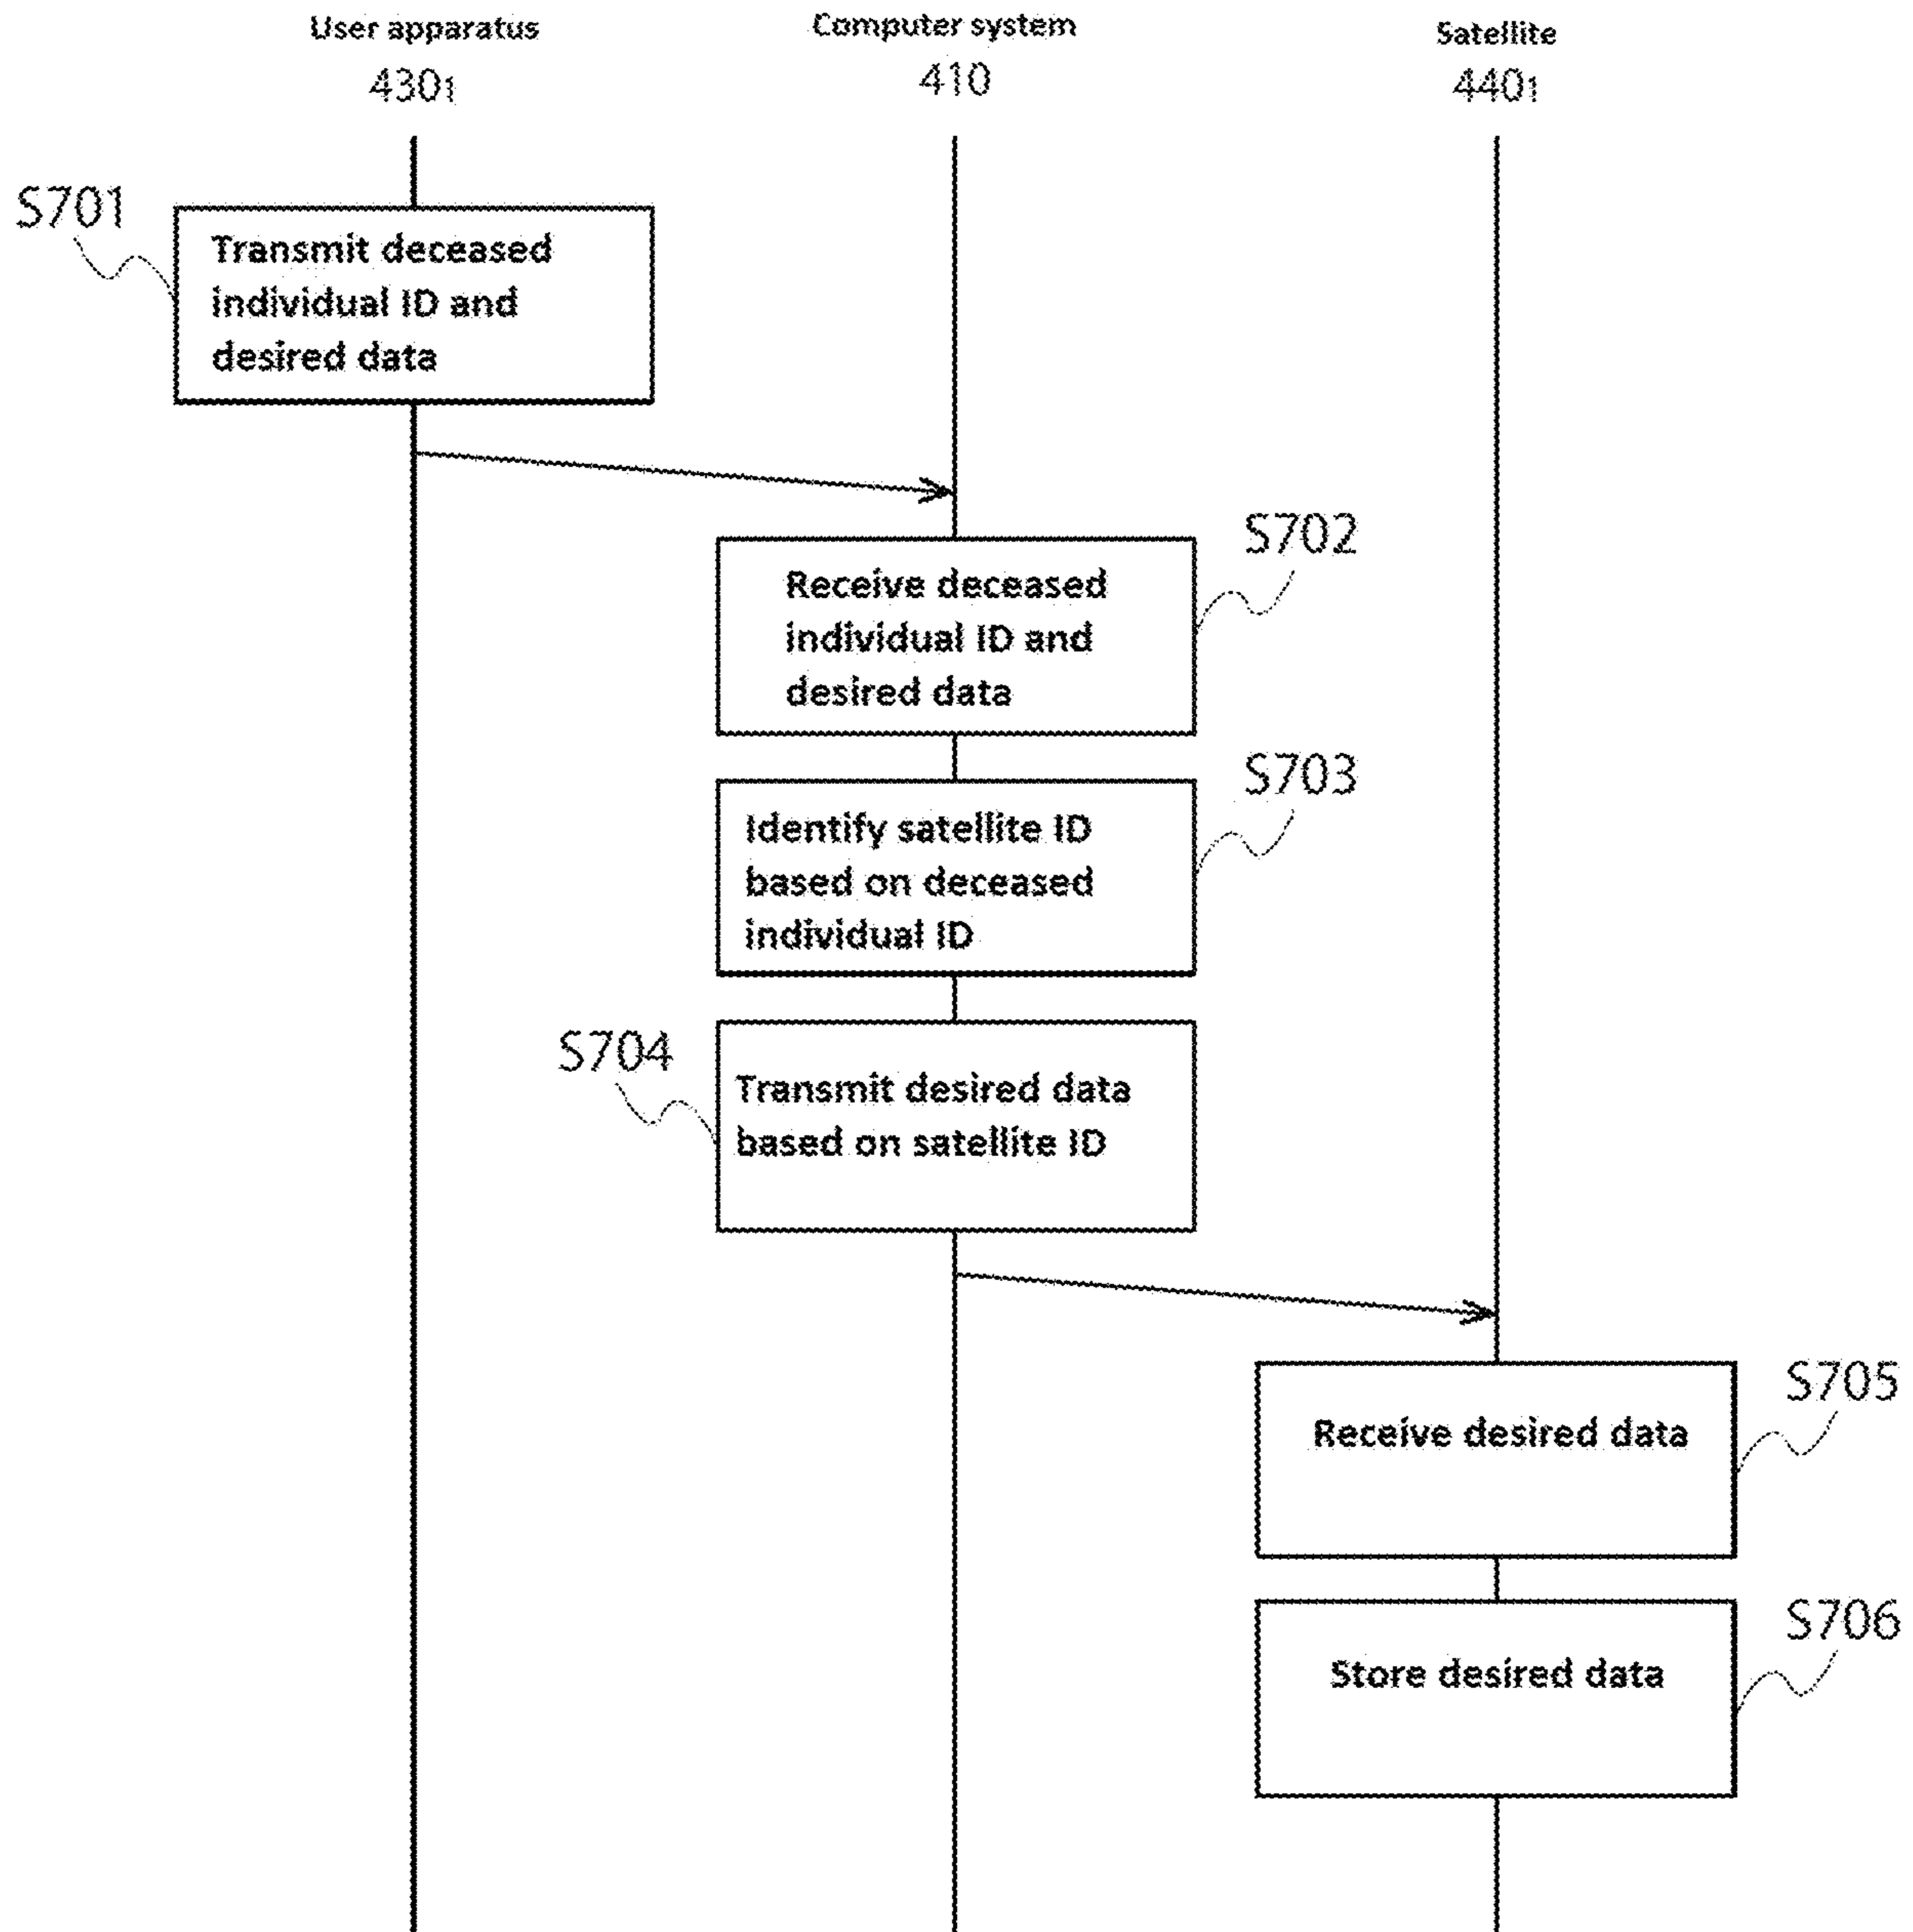 User apparatus
430₁
Computer system
410
Satellite
440₁
S701
Transmit deceased
individual ID and
desired data
S702
Receive deceased
individual ID and
desired data
S703
Identify satellite ID
based on deceased
individual ID
S704
Transmit desired data
based on satellite ID
S705
Receive desired data
S706
Store desired data